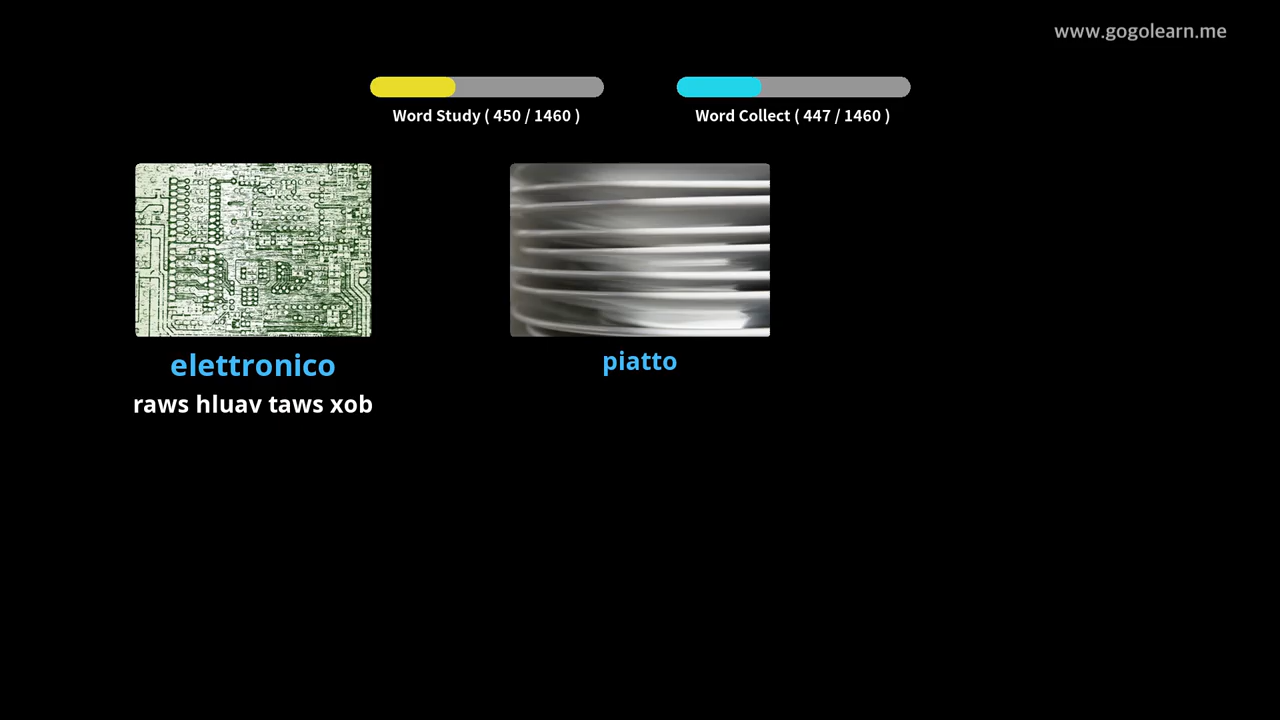 www.gogolearn.me
Word Study ( 450 / 1460 )
Word Collect ( 447 / 1460 )
elettronico
raws hluav taws xob
piatto